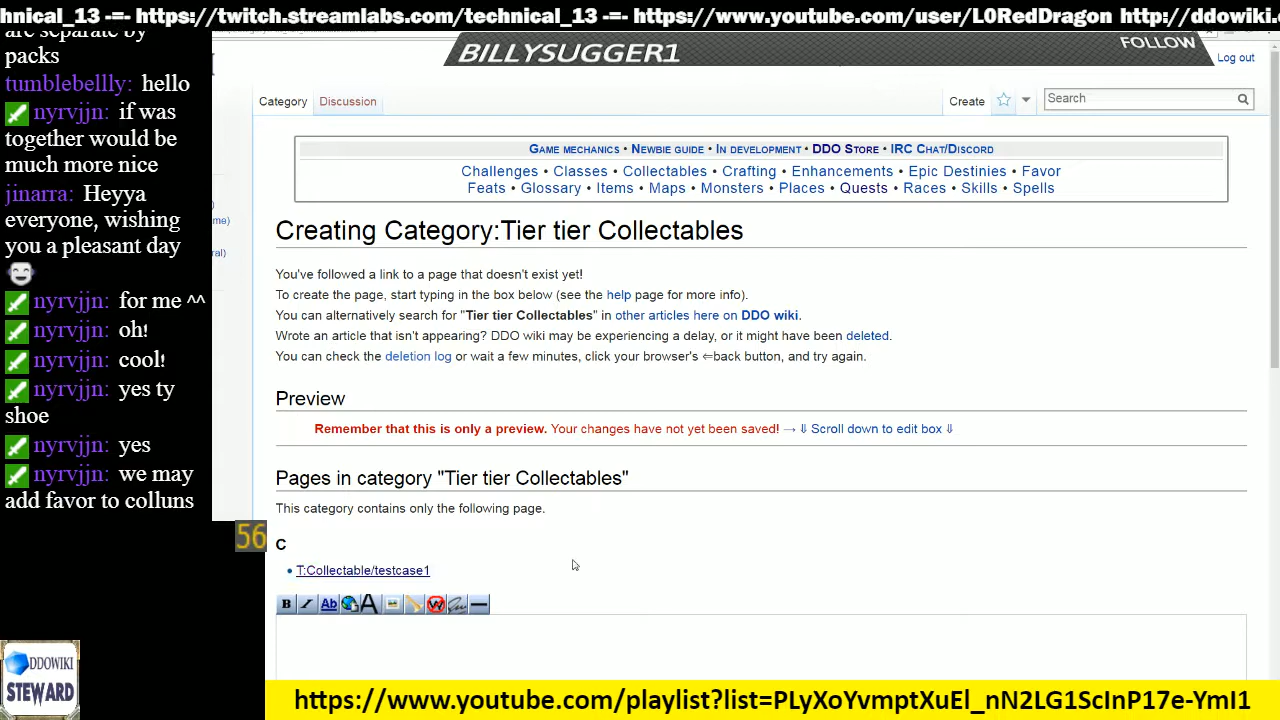 hnical_13 -=- https://twitch.streamlabs.com/technical_13 -=- https://www.youtube.com/user/L0RedDragon http://ddowiki.c
are separate by
packs
tumblebellly: hello
nyrvjjn: if was
together would be
much more nice
jinarra: Heyya
everyone, wishing
you a pleasant day
nyrvjjn: for me ^^
nyrvjjn: oh!
nyrvjjn: cool!
nyrvjjn: yes ty
shoe
nyrvjjn: yes
nyrvjjn: we may
add favor to colluns
56
DDOWIKI
STEWARD
me)
ral)
BILLYSUGGER1
FOLLOW
Log out
Category Discussion
Create
Search
Game mechanics • Newbie guide • In development • DDO Store • IRC Chat/Discord
Challenges • Classes • Collectables • Crafting • Enhancements • Epic Destinies • Favor
Feats • Glossary • Items • Maps • Monsters • Places • Quests • Races • Skills • Spells
Creating Category:Tier tier Collectables
You've followed a link to a page that doesn't exist yet!
To create the page, start typing in the box below (see the help page for more info).
You can alternatively search for "Tier tier Collectables" in other articles here on DDO wiki.
Wrote an article that isn't appearing? DDO wiki may be experiencing a delay, or it might have been deleted.
You can check the deletion log or wait a few minutes, click your browser's ⇐back button, and try again.
Preview
Remember that this is only a preview. Your changes have not yet been saved! → ⇓ Scroll down to edit box ⇓
Pages in category "Tier tier Collectables"
This category contains only the following page.
C
• T:Collectable/testcase1
B I Ab A W
https://www.youtube.com/playlist?list=PLyXoYvmptXuEl_nN2LG1ScInP17e-YmI1